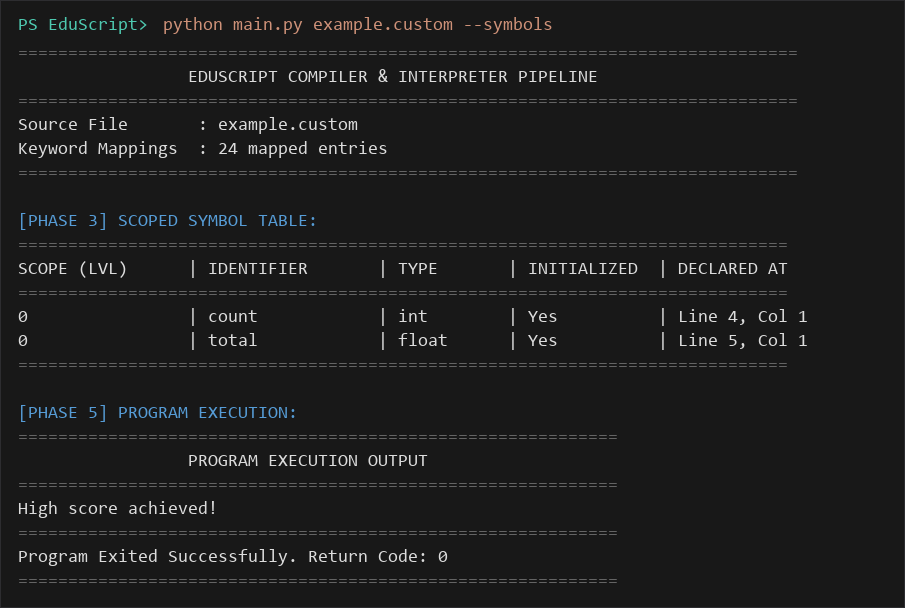 PS EduScript> python main.py example.custom --symbols
==============================================================================
EDUSCRIPT COMPILER & INTERPRETER PIPELINE
==============================================================================
Source File       : example.custom
Keyword Mappings  : 24 mapped entries
==============================================================================
[PHASE 3] SCOPED SYMBOL TABLE:
=============================================================================
SCOPE (LVL)      | IDENTIFIER       | TYPE       | INITIALIZED  | DECLARED AT
=============================================================================
0                | count            | int        | Yes          | Line 4, Col 1
0                | total            | float      | Yes          | Line 5, Col 1
=============================================================================
[PHASE 5] PROGRAM EXECUTION:
============================================================
PROGRAM EXECUTION OUTPUT
============================================================
High score achieved!
============================================================
Program Exited Successfully. Return Code: 0
============================================================